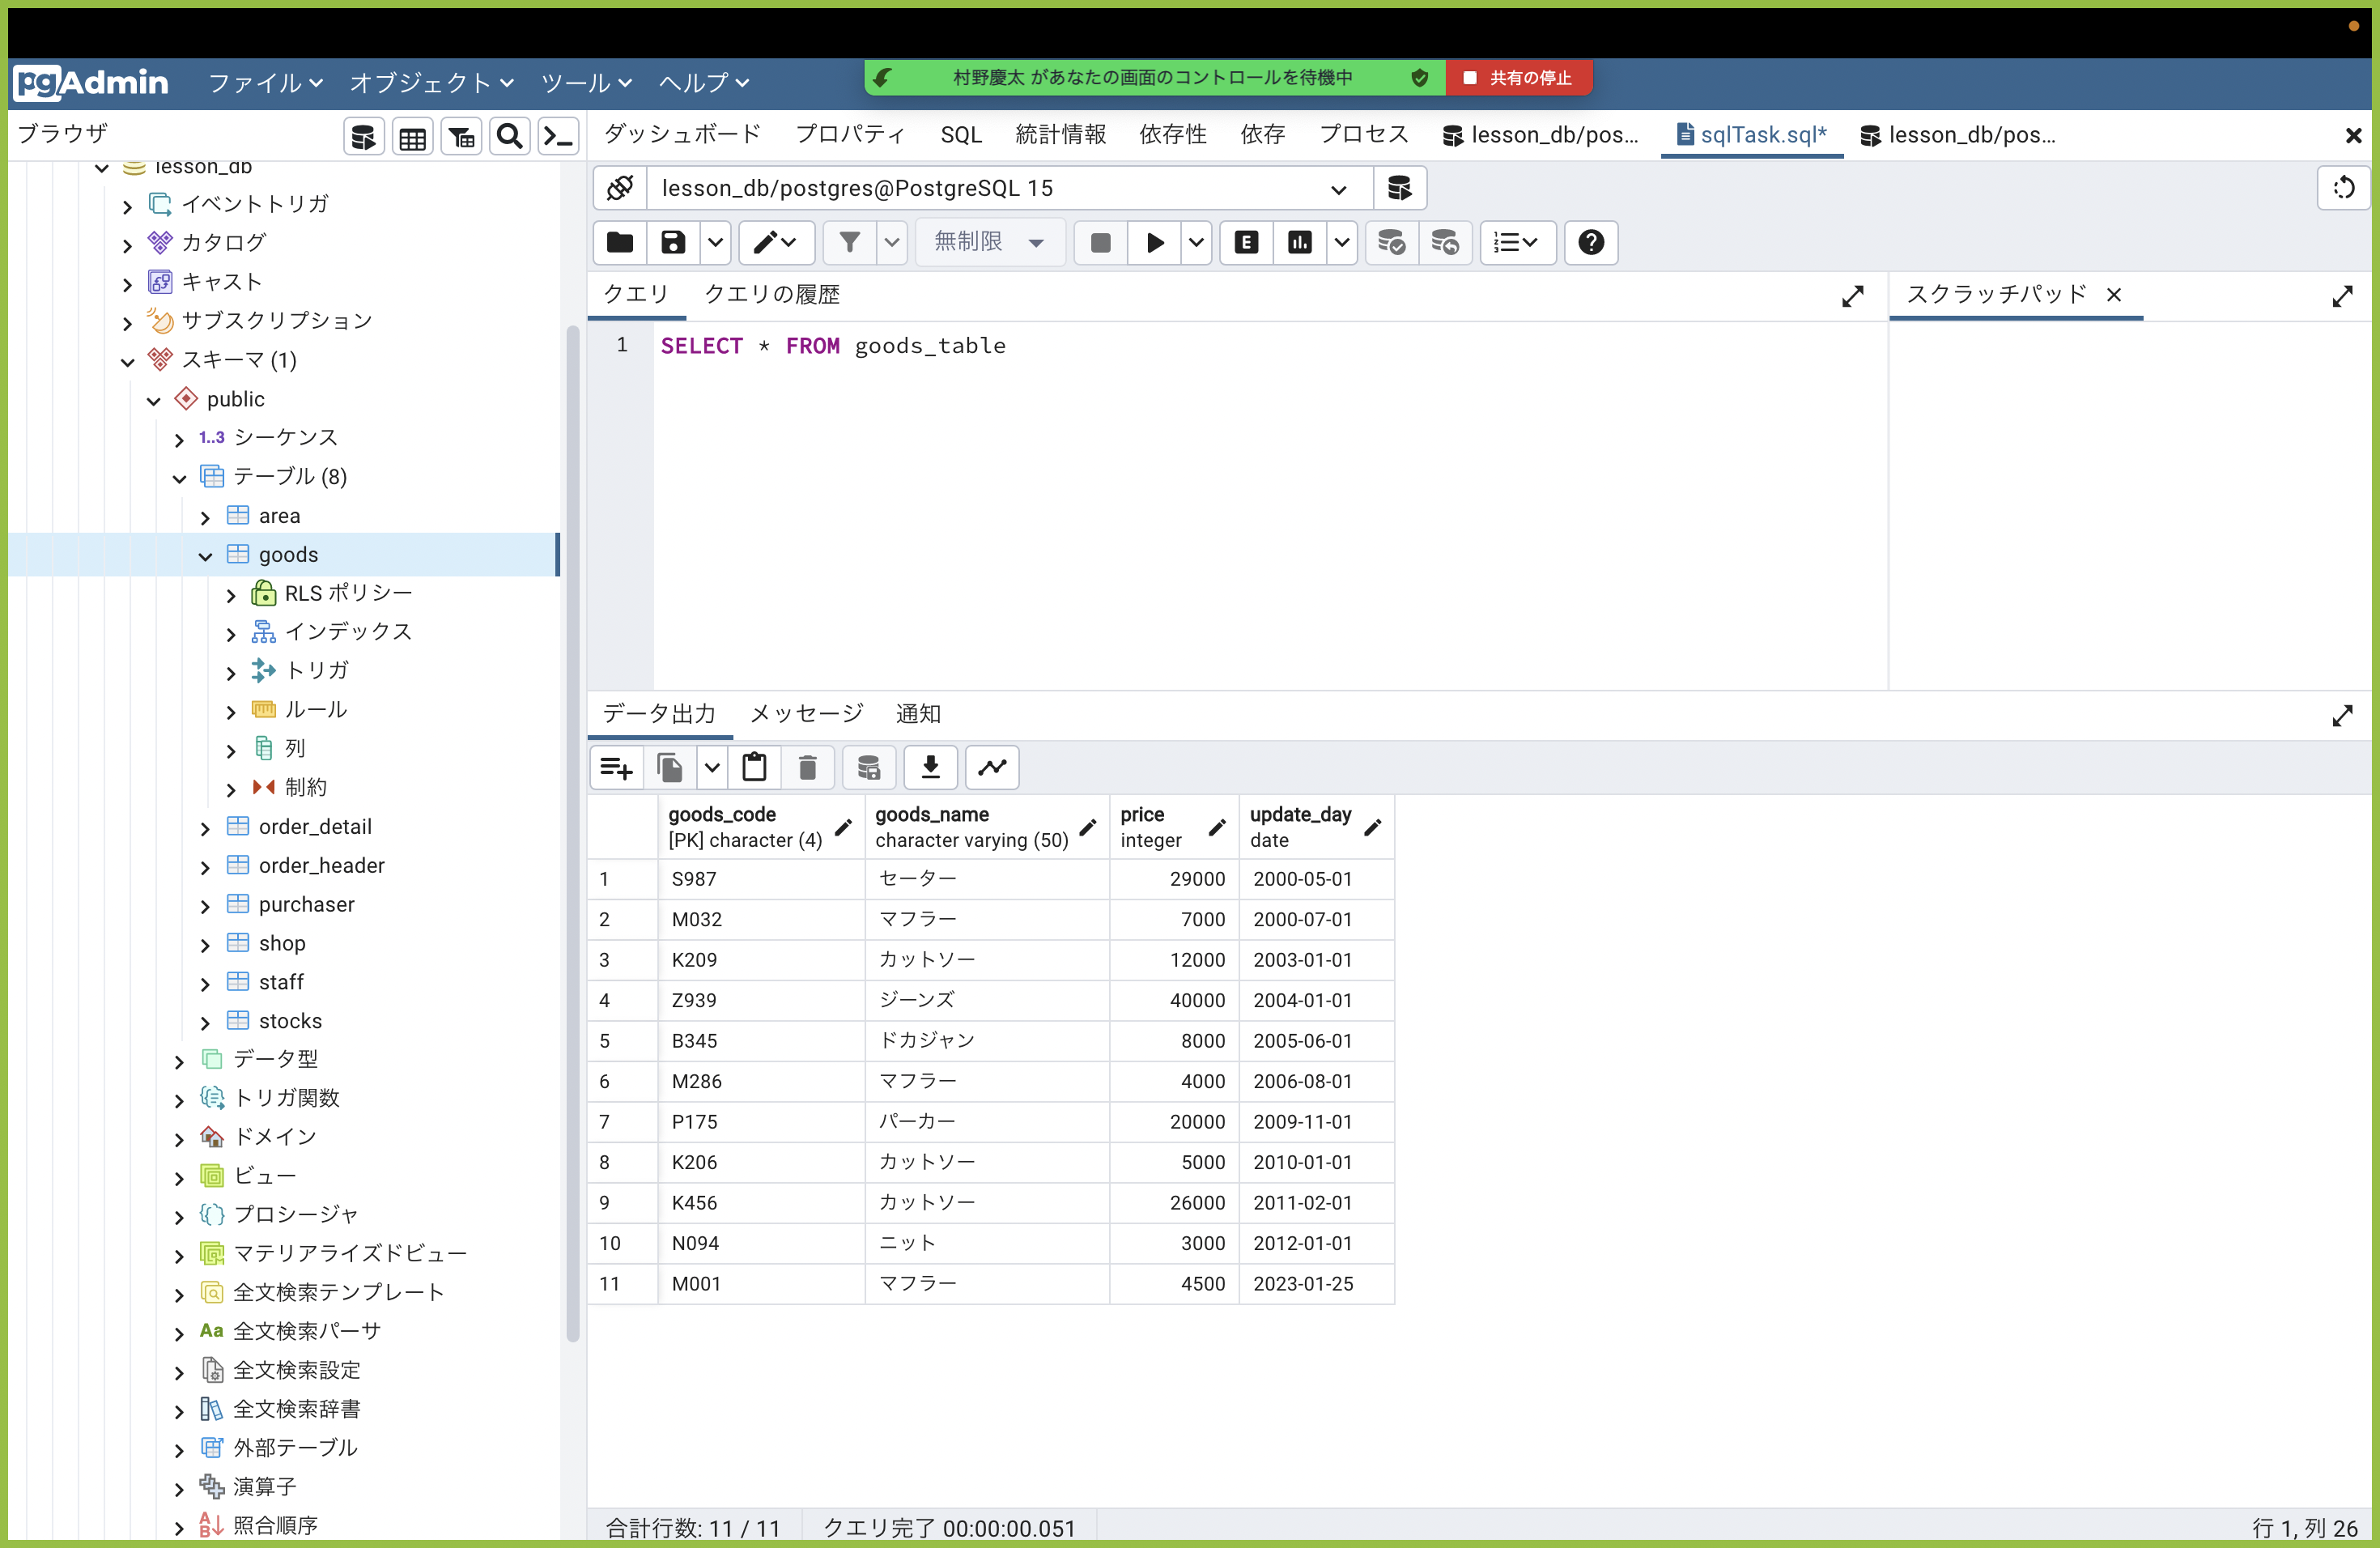 pgAdmin ファイル オブジェクト ツール ヘルプ
村野慶太 があなたの画面のコントロールを待機中 共有の停止
ブラウザ
ダッシュボード プロパティ SQL 統計情報 依存性 依存 プロセス lesson_db/pos... sqlTask.sql* lesson_db/pos...
lesson_db
イベントトリガ
カタログ
キャスト
サブスクリプション
スキーマ (1)
public
1..3 シーケンス
テーブル (8)
area
goods
RLS ポリシー
インデックス
トリガ
ルール
列
制約
order_detail
order_header
purchaser
shop
staff
stocks
データ型
トリガ関数
ドメイン
ビュー
プロシージャ
マテリアライズドビュー
全文検索テンプレート
Aa 全文検索パーサ
全文検索設定
全文検索辞書
外部テーブル
演算子
照合順序
lesson_db/postgres@PostgreSQL 15
無制限 E
クエリ クエリの履歴
スクラッチパッド
1 SELECT * FROM goods_table
データ出力 メッセージ 通知
goods_code goods_name price update_day
[PK] character (4) character varying (50) integer date
1 S987 セーター 29000 2000-05-01
2 M032 マフラー 7000 2000-07-01
3 K209 カットソー 12000 2003-01-01
4 Z939 ジーンズ 40000 2004-01-01
5 B345 ドカジャン 8000 2005-06-01
6 M286 マフラー 4000 2006-08-01
7 P175 パーカー 20000 2009-11-01
8 K206 カットソー 5000 2010-01-01
9 K456 カットソー 26000 2011-02-01
10 N094 ニット 3000 2012-01-01
11 M001 マフラー 4500 2023-01-25
合計行数: 11 / 11 クエリ完了 00:00:00.051
行 1, 列 26